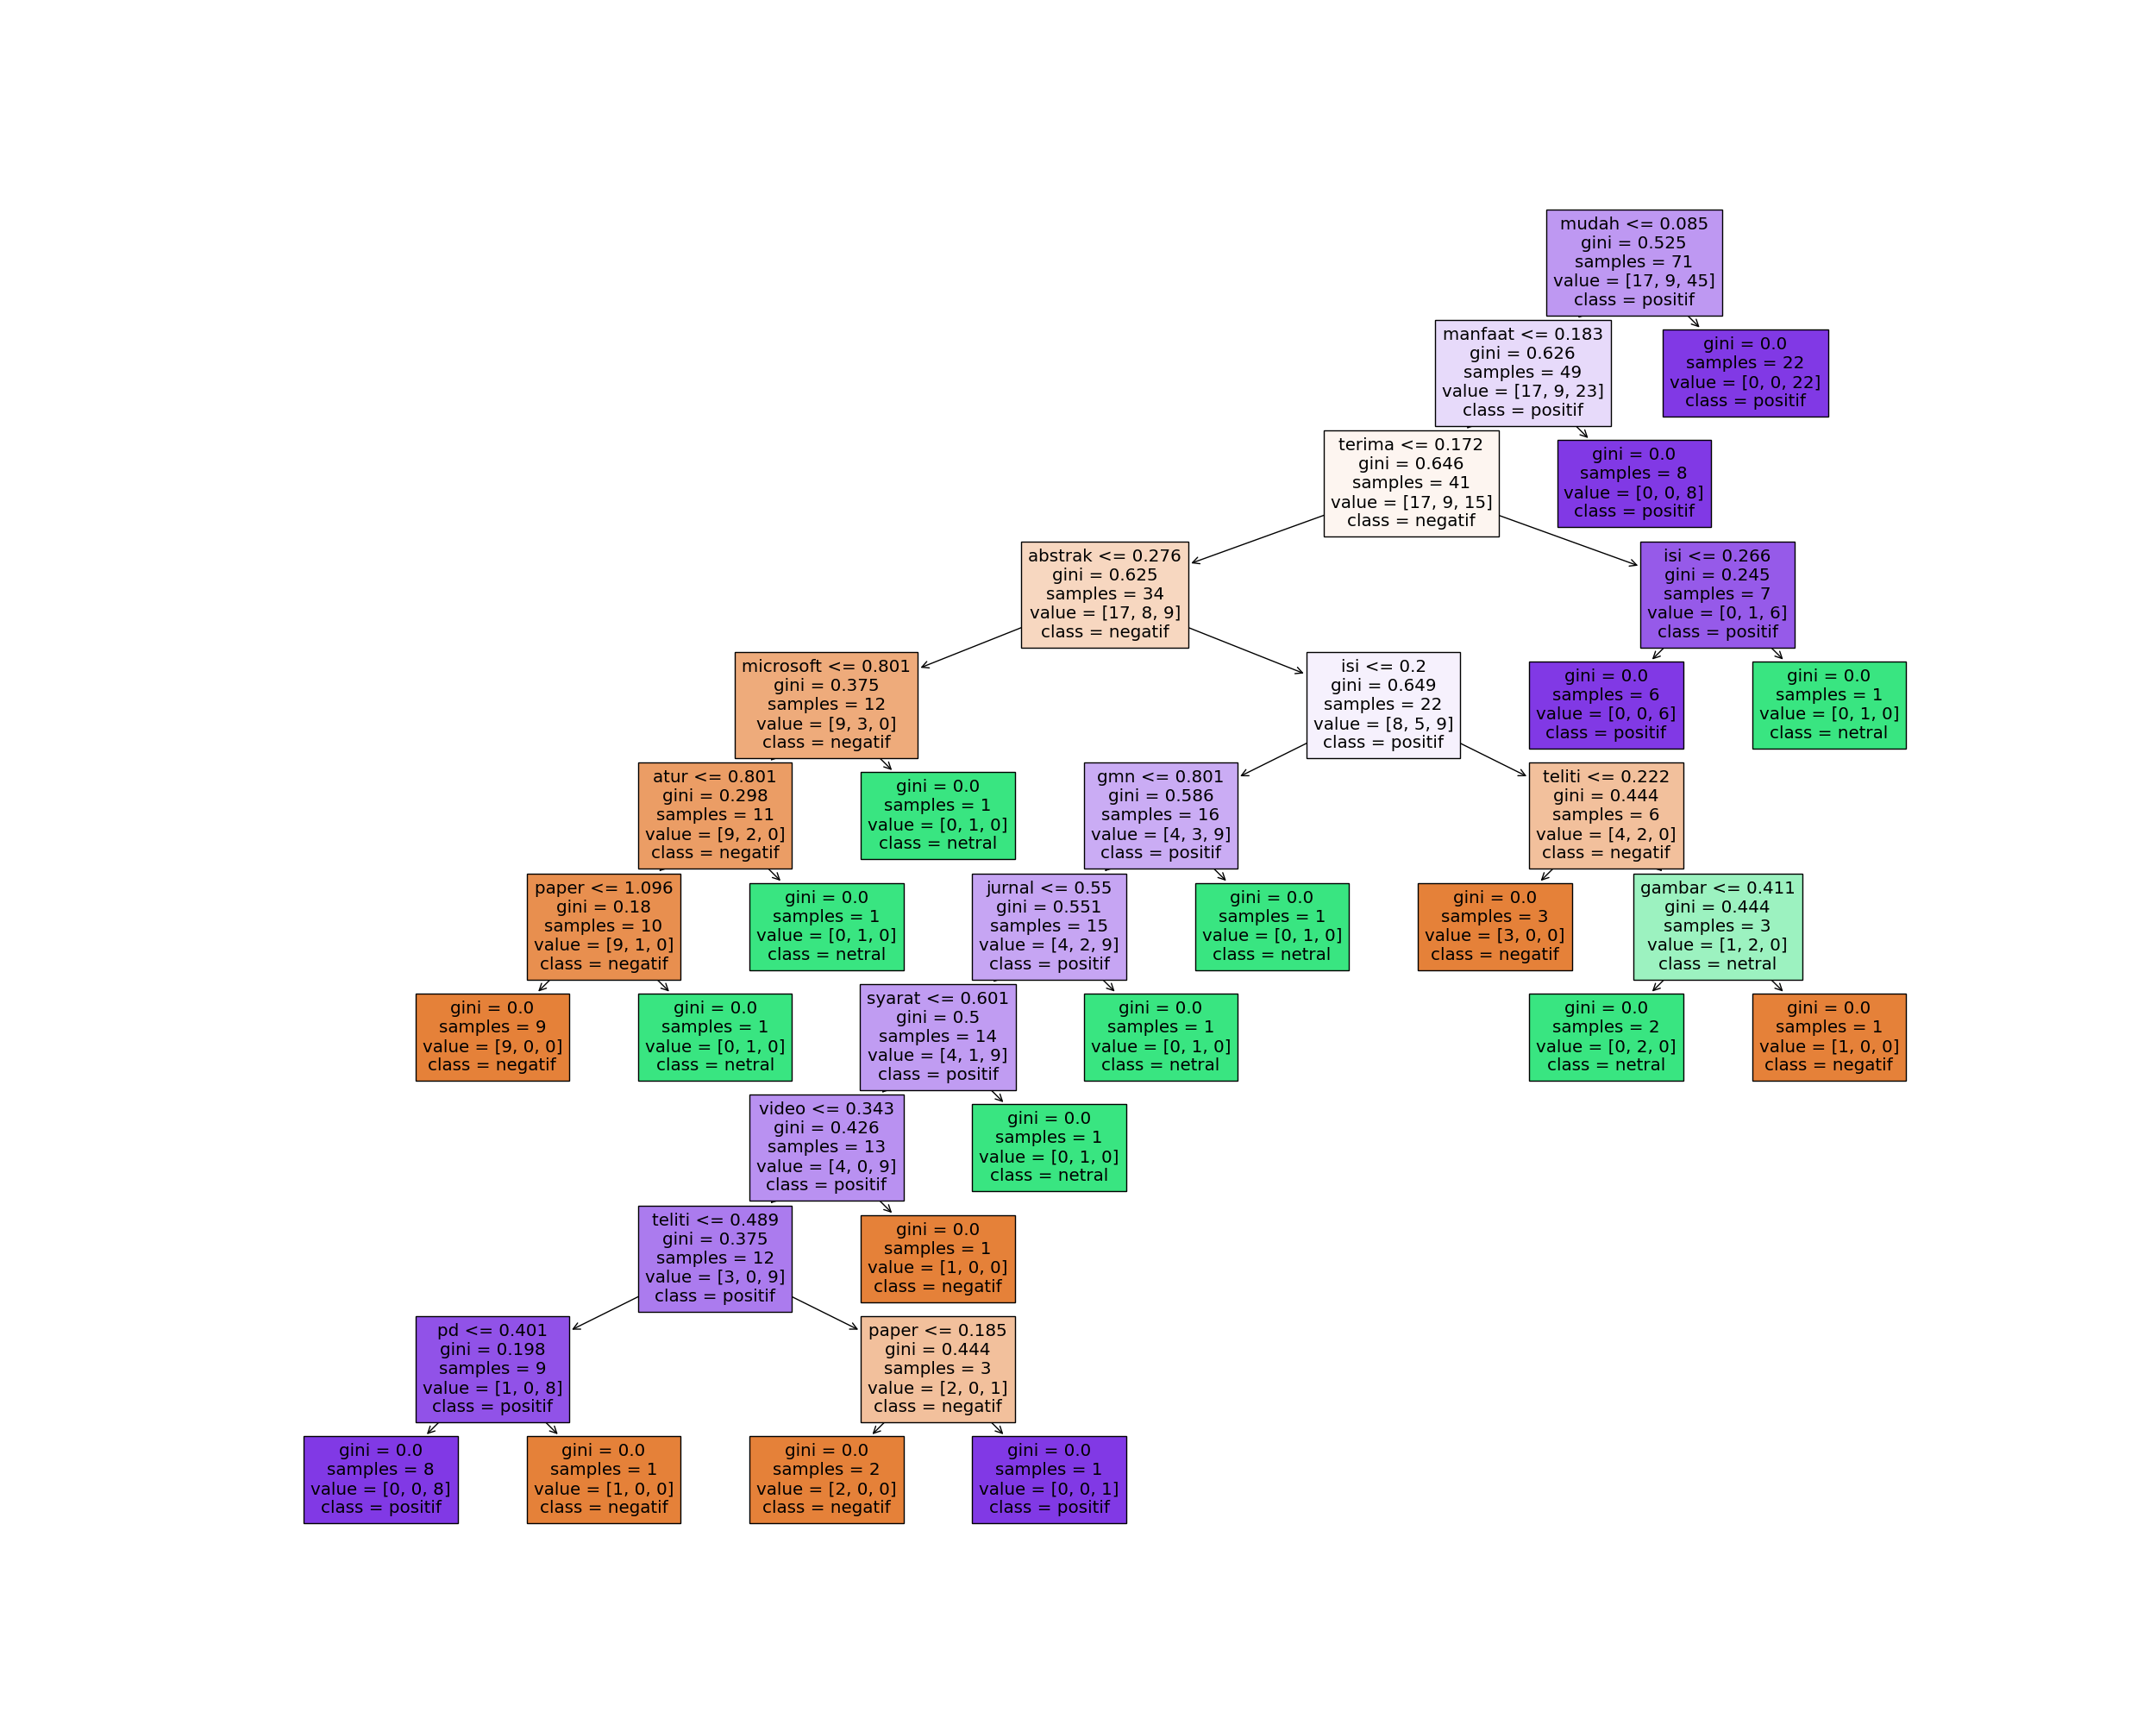 mudah <= 0.085
gini = 0.525
samples = 71
value = [17, 9, 45]
class = positif
manfaat <= 0.183
gini = 0.626
samples = 49
value = [17, 9, 23]
class = positif
gini = 0.0
samples = 22
value = [0, 0, 22]
class = positif
terima <= 0.172
gini = 0.646
samples = 41
value = [17, 9, 15]
class = negatif
gini = 0.0
samples = 8
value = [0, 0, 8]
class = positif
abstrak <= 0.276
gini = 0.625
samples = 34
value = [17, 8, 9]
class = negatif
isi <= 0.266
gini = 0.245
samples = 7
value = [0, 1, 6]
class = positif
microsoft <= 0.801
gini = 0.375
samples = 12
value = [9, 3, 0]
class = negatif
isi <= 0.2
gini = 0.649
samples = 22
value = [8, 5, 9]
class = positif
gini = 0.0
samples = 6
value = [0, 0, 6]
class = positif
gini = 0.0
samples = 1
value = [0, 1, 0]
class = netral
atur <= 0.801
gini = 0.298
samples = 11
value = [9, 2, 0]
class = negatif
gini = 0.0
samples = 1
value = [0, 1, 0]
class = netral
gmn <= 0.801
gini = 0.586
samples = 16
value = [4, 3, 9]
class = positif
teliti <= 0.222
gini = 0.444
samples = 6
value = [4, 2, 0]
class = negatif
paper <= 1.096
gini = 0.18
samples = 10
value = [9, 1, 0]
class = negatif
gini = 0.0
samples = 1
value = [0, 1, 0]
class = netral
jurnal <= 0.55
gini = 0.551
samples = 15
value = [4, 2, 9]
class = positif
gini = 0.0
samples = 1
value = [0, 1, 0]
class = netral
gini = 0.0
samples = 3
value = [3, 0, 0]
class = negatif
gambar <= 0.411
gini = 0.444
samples = 3
value = [1, 2, 0]
class = netral
gini = 0.0
samples = 9
value = [9, 0, 0]
class = negatif
gini = 0.0
samples = 1
value = [0, 1, 0]
class = netral
syarat <= 0.601
gini = 0.5
samples = 14
value = [4, 1, 9]
class = positif
gini = 0.0
samples = 1
value = [0, 1, 0]
class = netral
gini = 0.0
samples = 2
value = [0, 2, 0]
class = netral
gini = 0.0
samples = 1
value = [1, 0, 0]
class = negatif
video <= 0.343
gini = 0.426
samples = 13
value = [4, 0, 9]
class = positif
gini = 0.0
samples = 1
value = [0, 1, 0]
class = netral
teliti <= 0.489
gini = 0.375
samples = 12
value = [3, 0, 9]
class = positif
gini = 0.0
samples = 1
value = [1, 0, 0]
class = negatif
pd <= 0.401
gini = 0.198
samples = 9
value = [1, 0, 8]
class = positif
paper <= 0.185
gini = 0.444
samples = 3
value = [2, 0, 1]
class = negatif
gini = 0.0
samples = 8
value = [0, 0, 8]
class = positif
gini = 0.0
samples = 1
value = [1, 0, 0]
class = negatif
gini = 0.0
samples = 2
value = [2, 0, 0]
class = negatif
gini = 0.0
samples = 1
value = [0, 0, 1]
class = positif